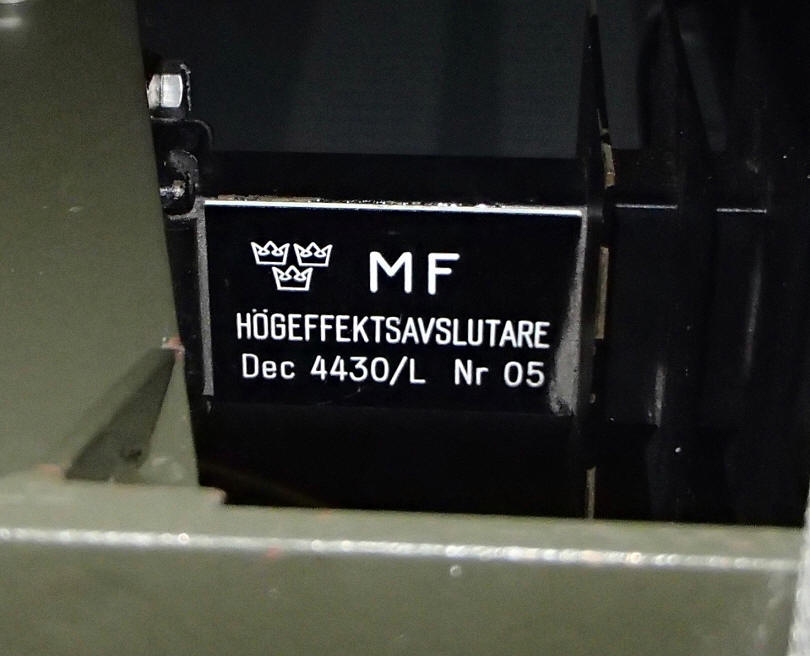 MF
HÖGEFFEKTSAVSLUTARE
Dec 4430/L Nr 05